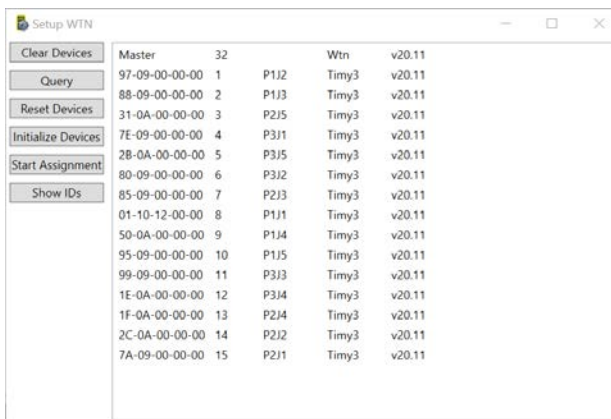 Setup WTN
Clear Devices
Query
Reset Devices
Initialize Devices
Start Assignment
Show IDs
Master 32 Wtn v20.11
97-09-00-00-00 1 P1J2 Timy3 v20.11
88-09-00-00-00 2 P1J3 Timy3 v20.11
31-0A-00-00-00 3 P2J5 Timy3 v20.11
7E-09-00-00-00 4 P3J1 Timy3 v20.11
2B-0A-00-00-00 5 P3J5 Timy3 v20.11
80-09-00-00-00 6 P3J2 Timy3 v20.11
85-09-00-00-00 7 P2J3 Timy3 v20.11
01-10-12-00-00 8 P1J1 Timy3 v20.11
50-0A-00-00-00 9 P1J4 Timy3 v20.11
95-09-00-00-00 10 P1J5 Timy3 v20.11
99-09-00-00-00 11 P3J3 Timy3 v20.11
1E-0A-00-00-00 12 P3J4 Timy3 v20.11
1F-0A-00-00-00 13 P2J4 Timy3 v20.11
2C-0A-00-00-00 14 P2J2 Timy3 v20.11
7A-09-00-00-00 15 P2J1 Timy3 v20.11